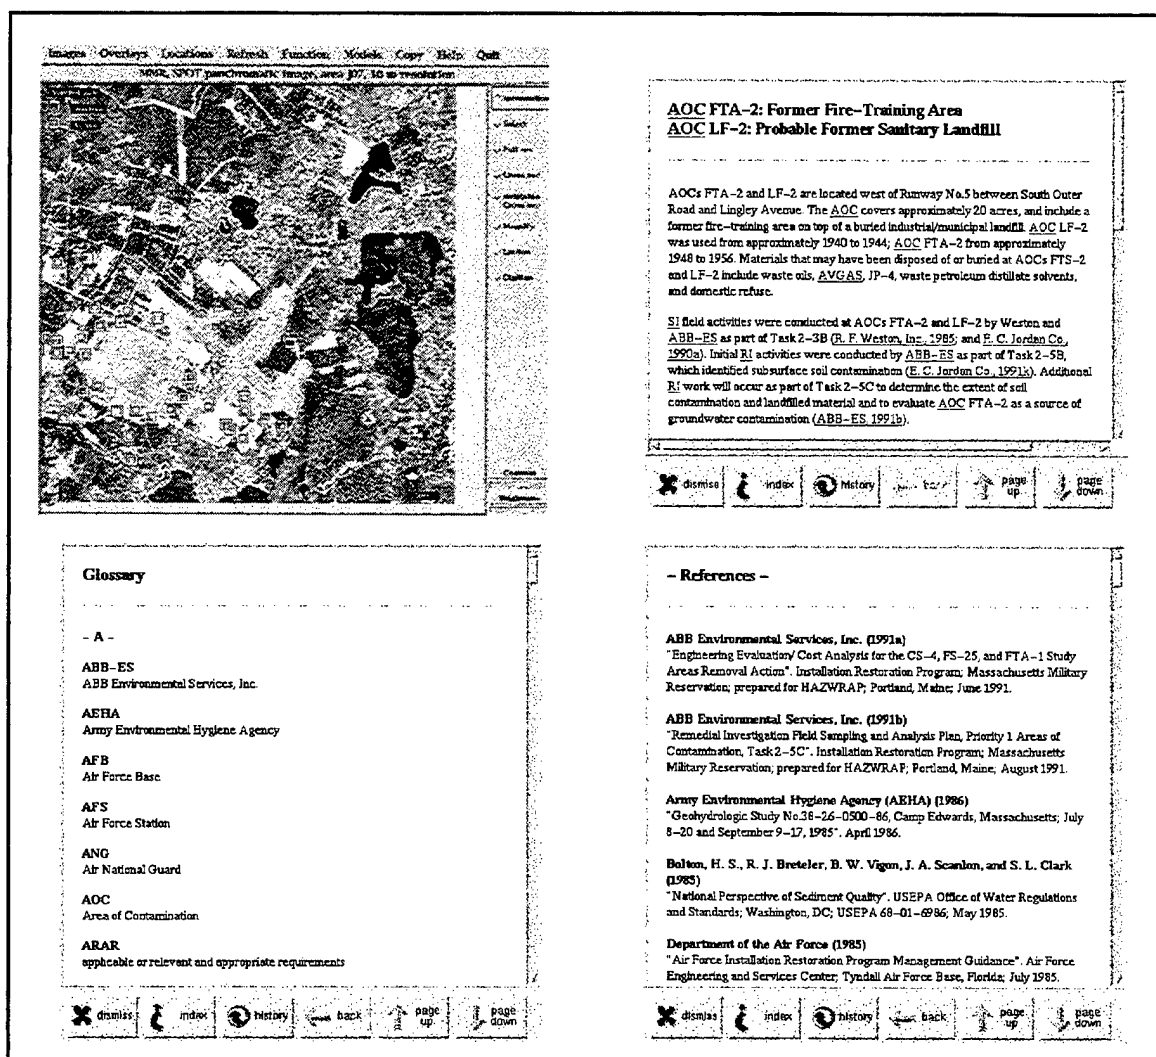 Images Overlays Locations Refresh Function Models Copy Help Quit
MMR, SPOT panchromatic image, area J07, 10 m resolution
Select
Magnify
Contrast
AOC FTA-2: Former Fire-Training Area
AOC LF-2: Probable Former Sanitary Landfill
AOCs FTA-2 and LF-2 are located west of Runway No.5 between South Outer
Road and Lingley Avenue. The AOC covers approximately 20 acres, and include a
former fire-training area on top of a buried industrial/municipal landfill. AOC LF-2
was used from approximately 1940 to 1944; AOC FTA-2 from approximately
1948 to 1956. Materials that may have been disposed of or buried at AOCs FTS-2
and LF-2 include waste oils, AVGAS, JP-4, waste petroleum distillate solvents,
and domestic refuse.
SI field activities were conducted at AOCs FTA-2 and LF-2 by Weston and
ABB-ES as part of Task 2-3B (R. F. Weston, Inc., 1985; and E. C. Jordan Co.,
1990a). Initial RI activities were conducted by ABB-ES as part of Task 2-5B,
which identified subsurface soil contamination (E. C. Jordan Co., 1991k). Additional
RI work will occur as part of Task 2-5C to determine the extent of soil
contamination and landfilled material and to evaluate AOC FTA-2 as a source of
groundwater contamination (ABB-ES, 1991b).
dismiss index history back page up page down
Glossary
- A -
ABB-ES
ABB Environmental Services, Inc.
AEHA
Army Environmental Hygiene Agency
AFB
Air Force Base
AFS
Air Force Station
ANG
Air National Guard
AOC
Area of Contamination
ARAR
applicable or relevant and appropriate requirements
dismiss index history back page up page down
- References -
ABB Environmental Services, Inc. (1991a)
"Engineering Evaluation/ Cost Analysis for the CS-4, FS-25, and FTA-1 Study
Areas Removal Action". Installation Restoration Program; Massachusetts Military
Reservation; prepared for HAZWRAP; Portland, Maine; June 1991.
ABB Environmental Services, Inc. (1991b)
"Remedial Investigation Field Sampling and Analysis Plan, Priority 1 Areas of
Contamination, Task 2-5C". Installation Restoration Program; Massachusetts
Military Reservation; prepared for HAZWRAP; Portland, Maine; August 1991.
Army Environmental Hygiene Agency (AEHA) (1986)
"Geohydrologic Study No.38-26-0500-86, Camp Edwards, Massachusetts; July
8-20 and September 9-17, 1985". April 1986.
Bolton, H. S., R. J. Breteler, B. W. Vigon, J. A. Scanlon, and S. L. Clark
(1985)
"National Perspective of Sediment Quality". USEPA Office of Water Regulations
and Standards; Washington, DC; USEPA 68-01-6986; May 1985.
Department of the Air Force (1985)
"Air Force Installation Restoration Program Management Guidance". Air Force
Engineering and Services Center; Tyndall Air Force Base, Florida; July 1985.
dismiss index history back page up page down